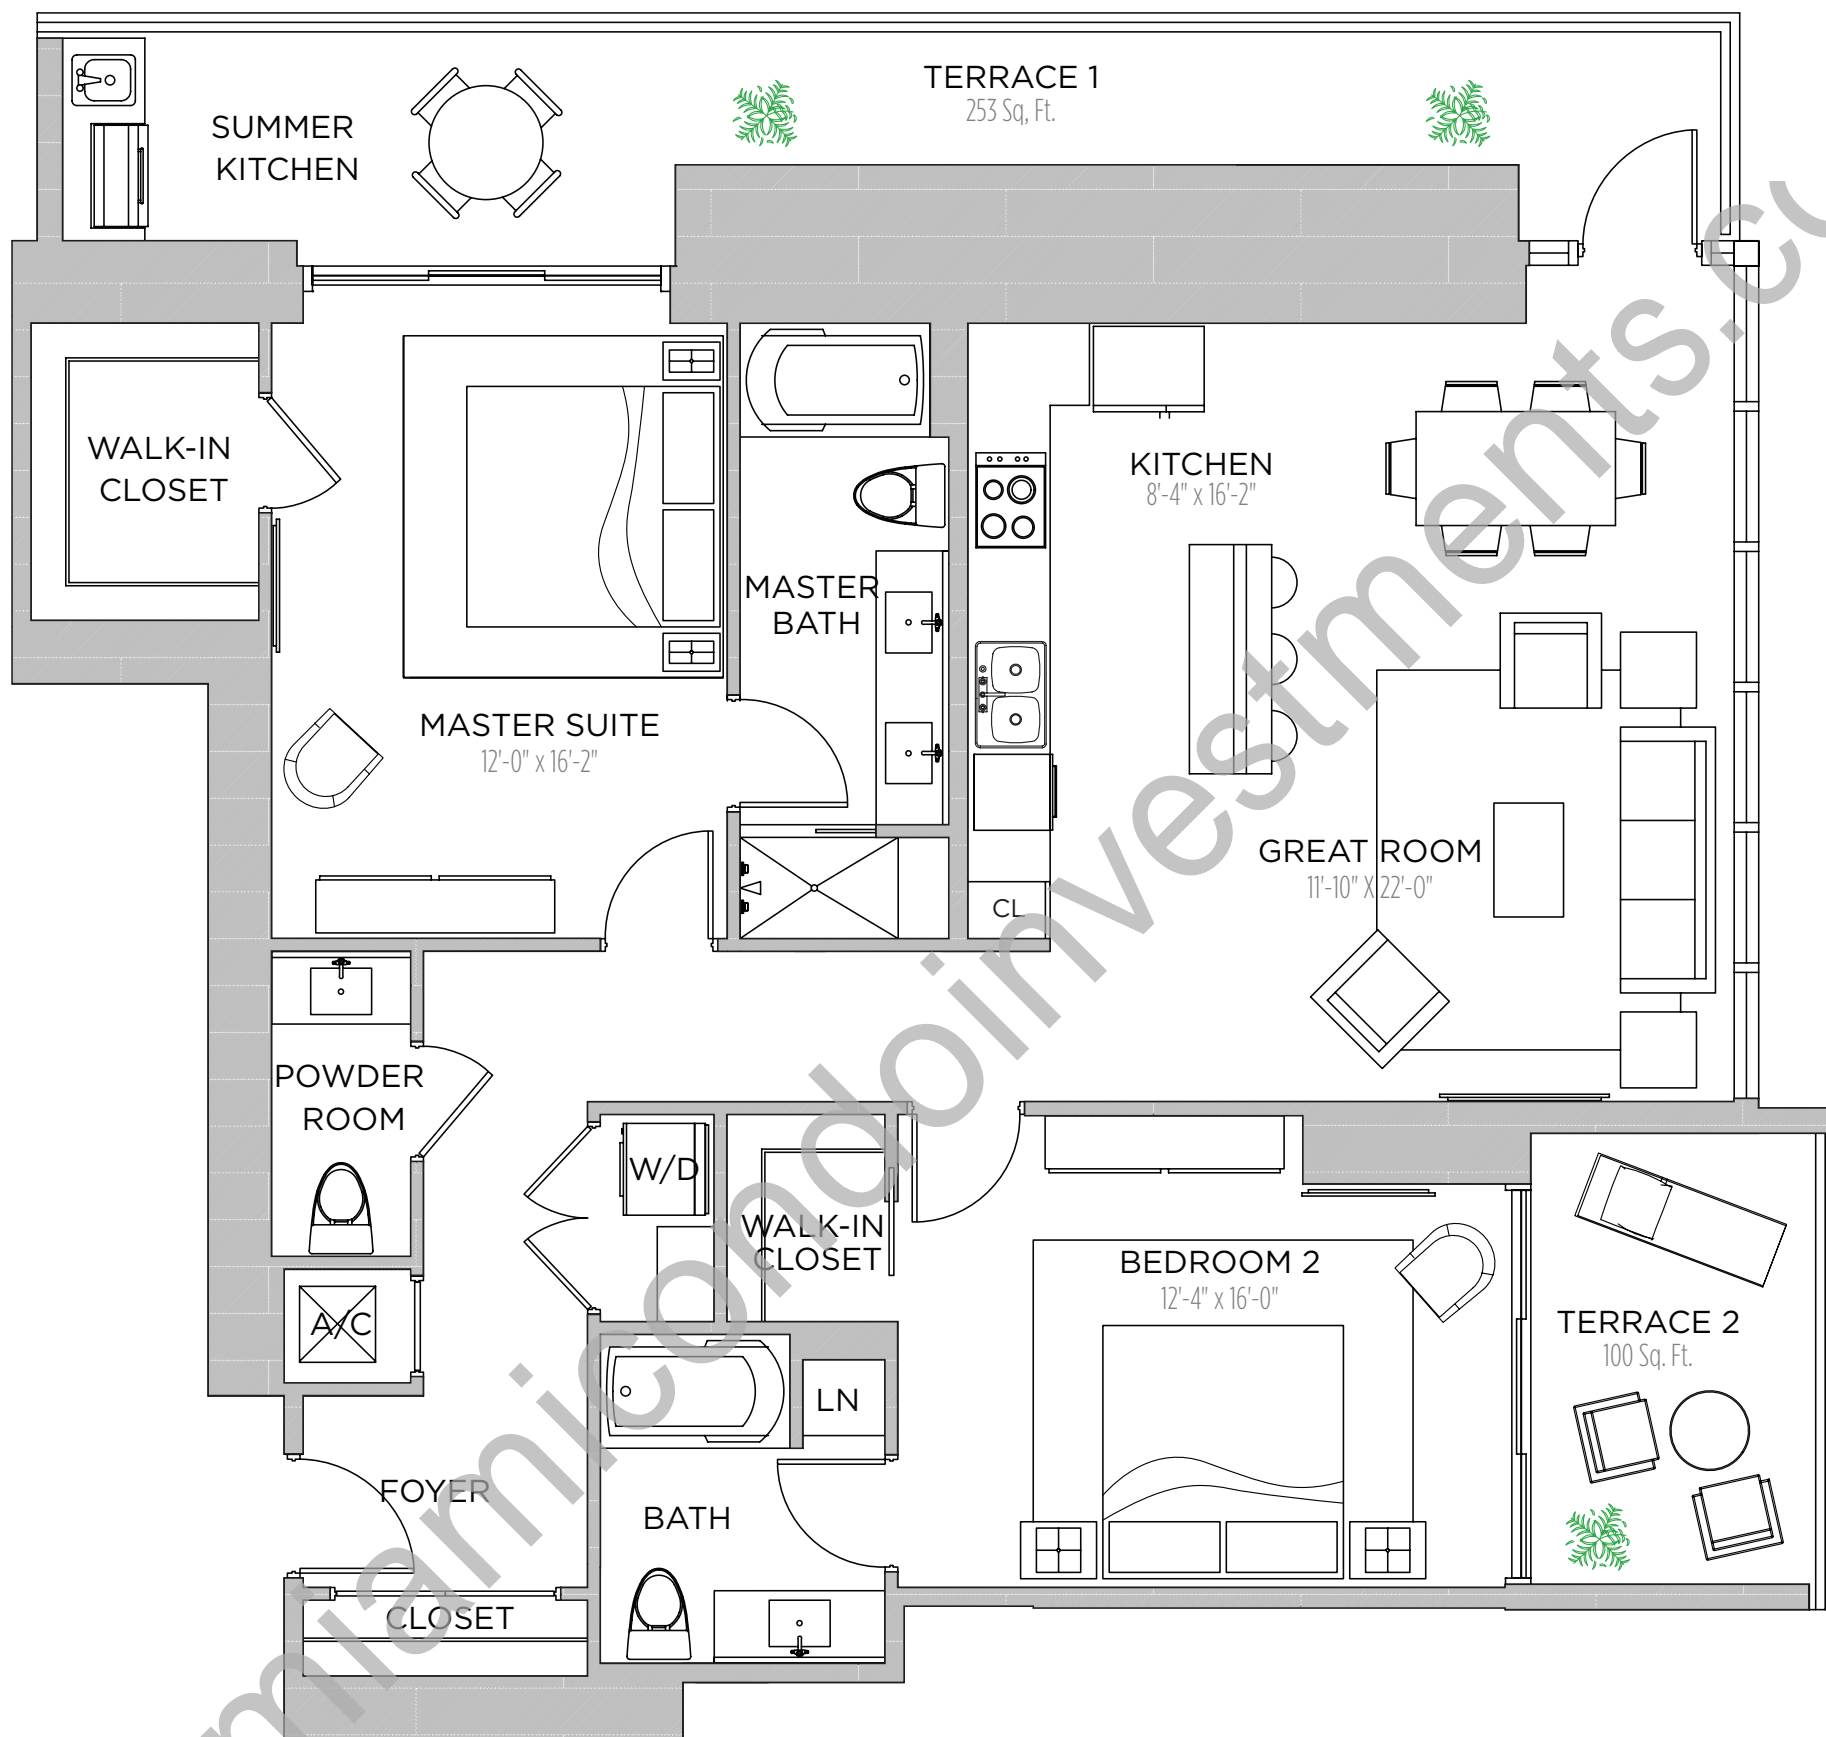 TERRACE 1
253 Sq, Ft.
SUMMER
KITCHEN
WALK-IN
CLOSET
KITCHEN
8'-4" x 16'-2"
MASTER
BATH
MASTER SUITE
12'-0" x 16'-2"
GREAT ROOM
11'-10" X 22'-0"
CL
POWDER
ROOM
W/D
WALK-IN
CLOSET
BEDROOM 2
12'-4" x 16'-0"
A/C
TERRACE 2
100 Sq. Ft.
LN
FOYER
BATH
CLOSET
miamicondoinvestments.co